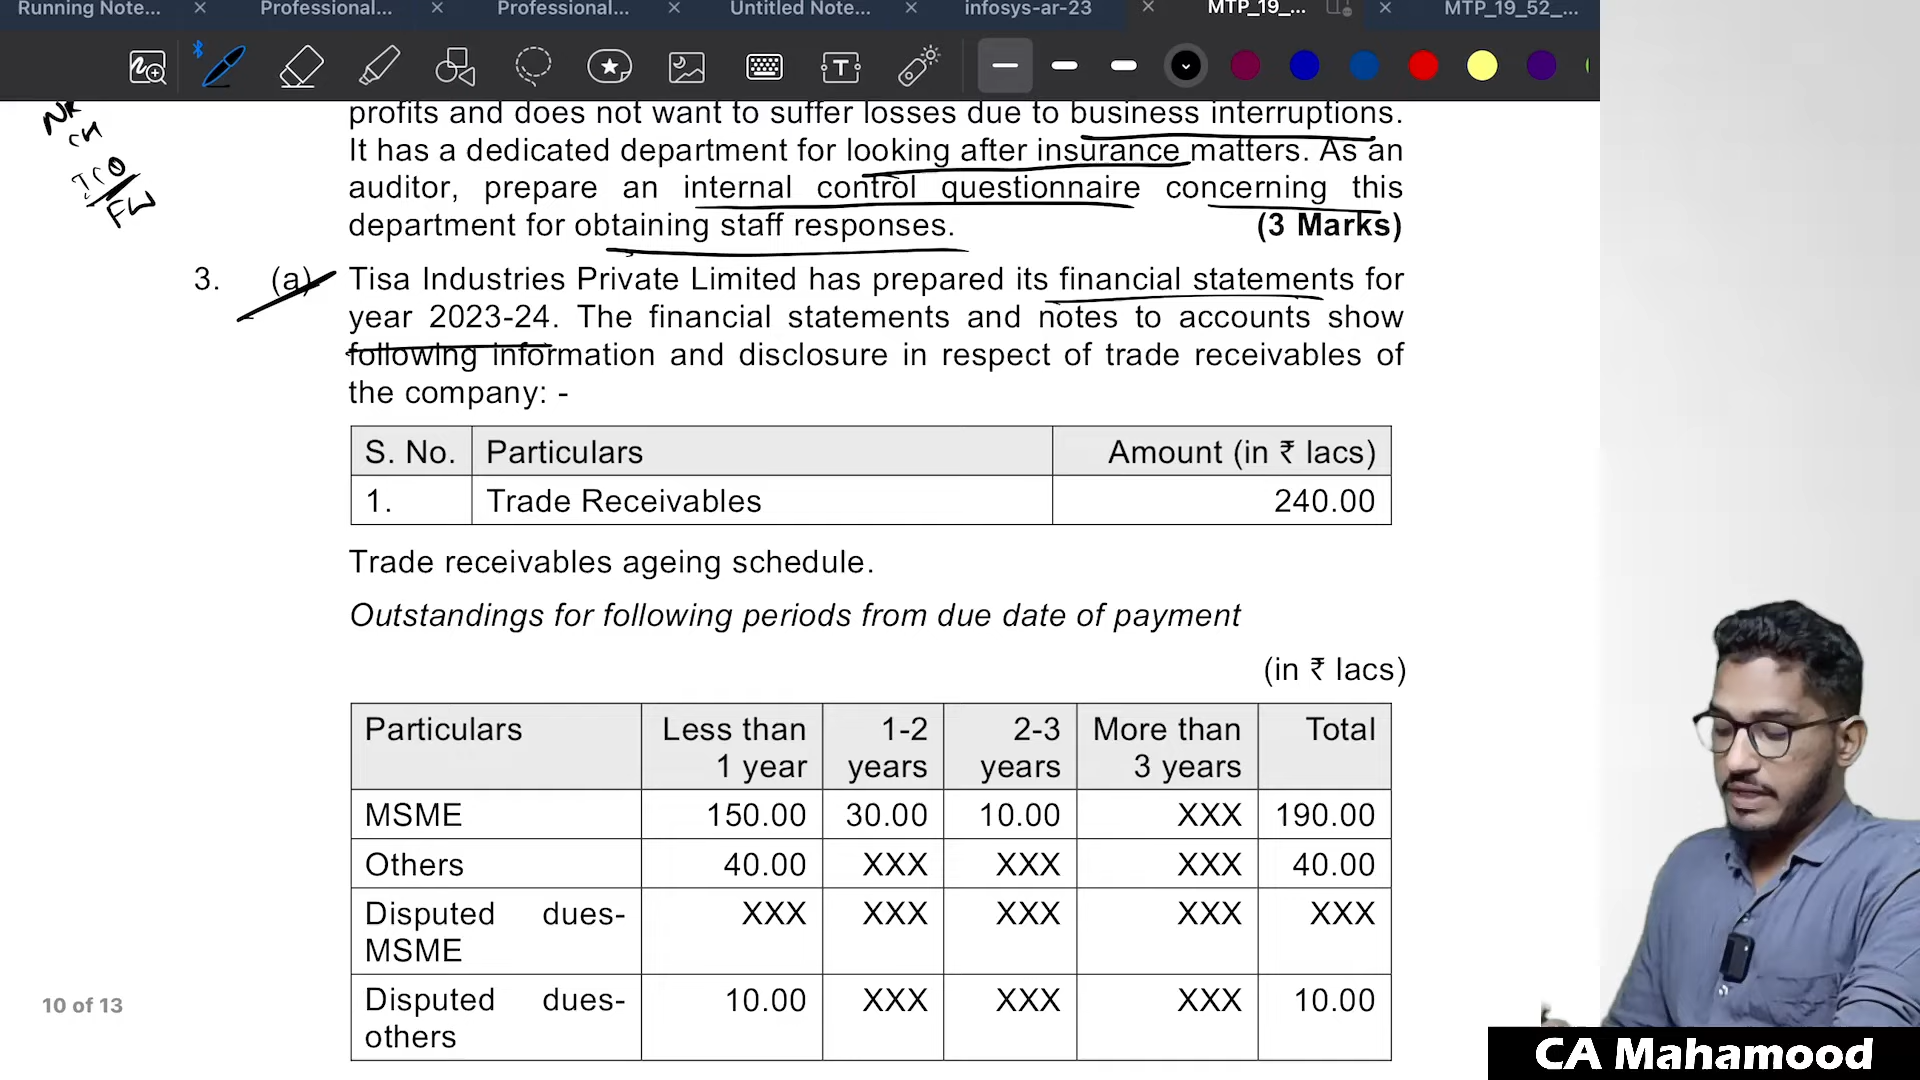 Running Note... × Professional... × Professional... × Untitled Note... × infosys-ar-23 × MTP_19_... × MTP_19_52_...
T
NR
CH
profits and does not want to suffer losses due to business interruptions.
It has a dedicated department for looking after insurance matters. As an
auditor, prepare an internal control questionnaire concerning this
department for obtaining staff responses. (3 Marks)
3. (a) Tisa Industries Private Limited has prepared its financial statements for
year 2023-24. The financial statements and notes to accounts show
following information and disclosure in respect of trade receivables of
the company: -
S. No. Particulars Amount (in ₹ lacs)
1. Trade Receivables 240.00
Trade receivables ageing schedule.
Outstandings for following periods from due date of payment
(in ₹ lacs)
Particulars Less than 1-2 2-3 More than Total
1 year years years 3 years
MSME 150.00 30.00 10.00 XXX 190.00
Others 40.00 XXX XXX XXX 40.00
Disputed dues- XXX XXX XXX XXX XXX
MSME
Disputed dues- 10.00 XXX XXX XXX 10.00
others
10 of 13
CA Mahamood